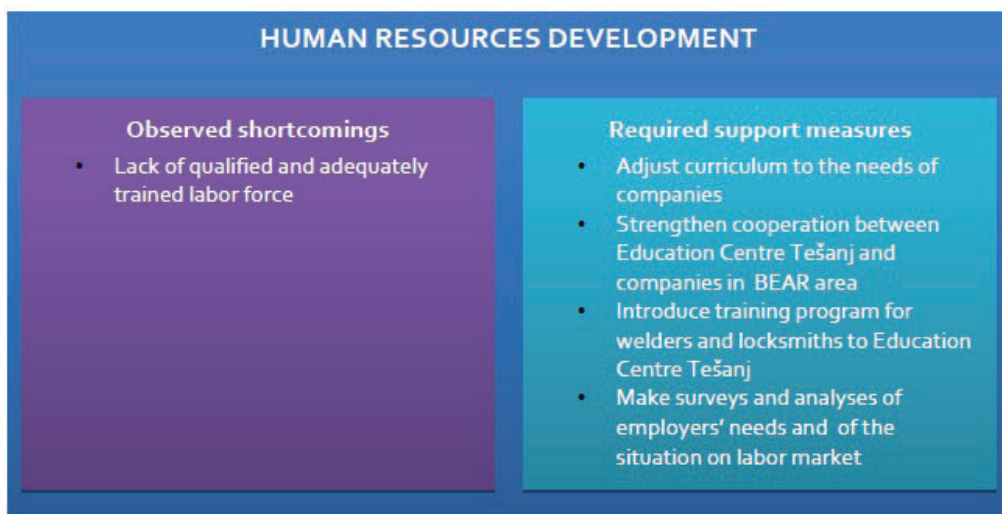 HUMAN RESOURCES DEVELOPMENT
Observed shortcomings
• Lack of qualified and adequately
trained labor force
Required support measures
• Adjust curriculum to the needs of
companies
• Strengthen cooperation between
Education Centre Tešanj and
companies in BEAR area
• Introduce training program for
welders and locksmiths to Education
Centre Tešanj
• Make surveys and analyses of
employers' needs and of the
situation on labor market